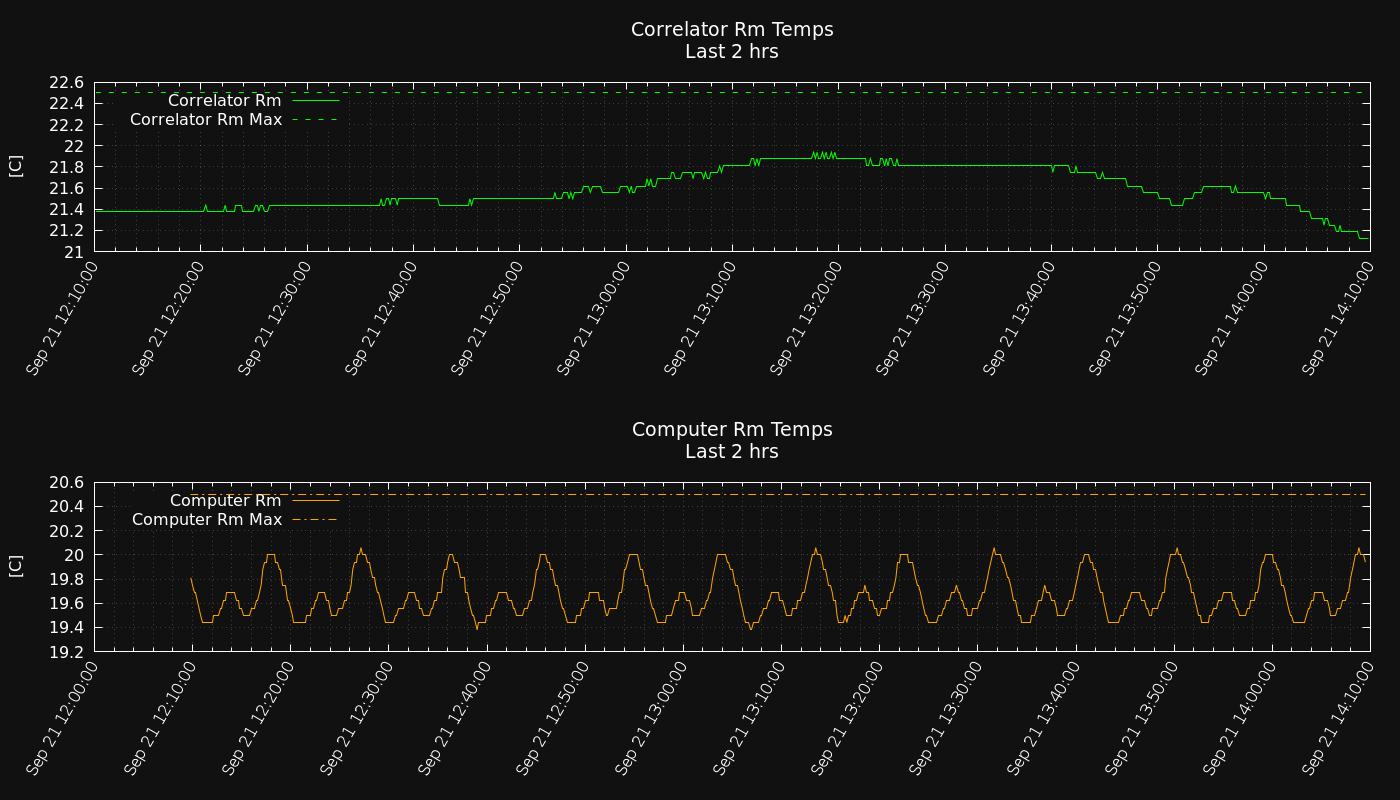 Correlator Rm Temps
Last 2 hrs
22.6
22.4
22.2
22
21.8
21.6
21.4
21.2
21
[C]
Correlator Rm
Correlator Rm Max
Sep 21 12:10:00
Sep 21 12:20:00
Sep 21 12:30:00
Sep 21 12:40:00
Sep 21 12:50:00
Sep 21 13:00:00
Sep 21 13:10:00
Sep 21 13:20:00
Sep 21 13:30:00
Sep 21 13:40:00
Sep 21 13:50:00
Sep 21 14:00:00
Sep 21 14:10:00
Computer Rm Temps
Last 2 hrs
20.6
20.4
20.2
20
19.8
19.6
19.4
19.2
[C]
Computer Rm
Computer Rm Max
Sep 21 12:00:00
Sep 21 12:10:00
Sep 21 12:20:00
Sep 21 12:30:00
Sep 21 12:40:00
Sep 21 12:50:00
Sep 21 13:00:00
Sep 21 13:10:00
Sep 21 13:20:00
Sep 21 13:30:00
Sep 21 13:40:00
Sep 21 13:50:00
Sep 21 14:00:00
Sep 21 14:10:00